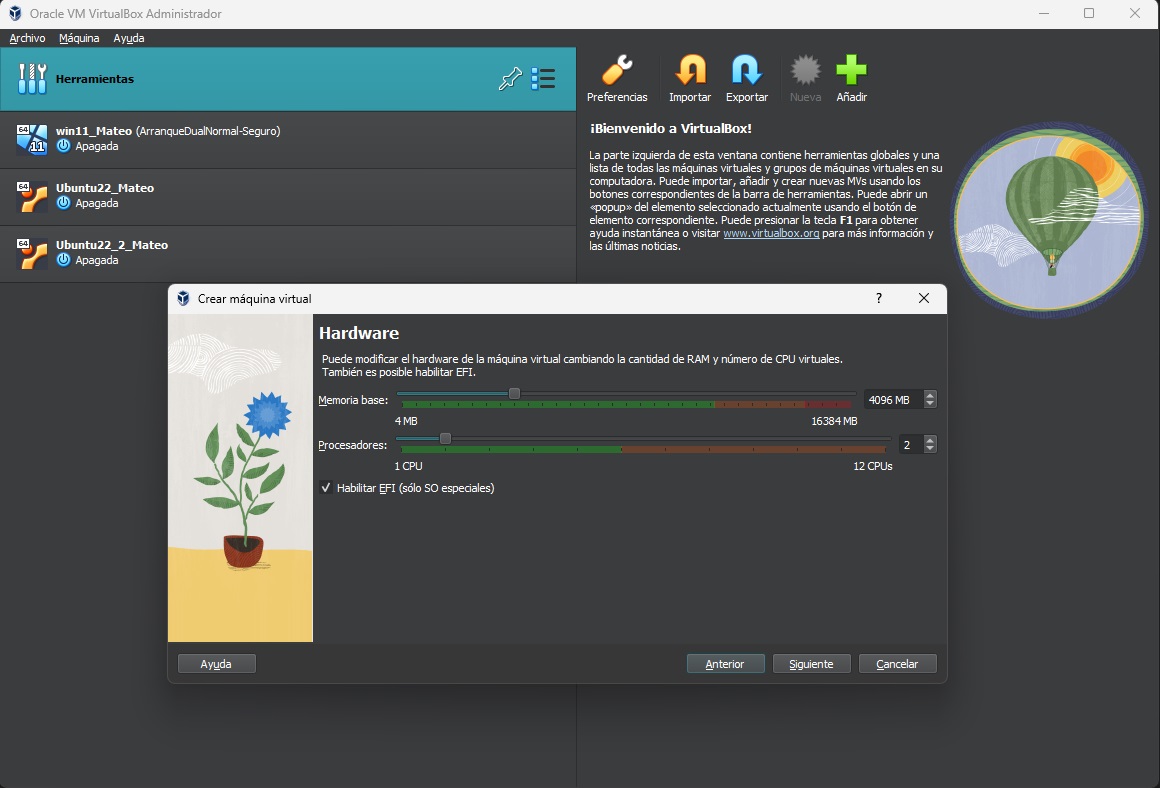 Oracle VM VirtualBox Administrador
Archivo Máquina Ayuda
Herramientas
64
11
win11_Mateo (ArranqueDualNormal-Seguro)
Apagada
64
Ubuntu22_Mateo
Apagada
64
Ubuntu22_2_Mateo
Apagada
Preferencias Importar Exportar Nueva Añadir
¡Bienvenido a VirtualBox!
La parte izquierda de esta ventana contiene herramientas globales y una
lista de todas las máquinas virtuales y grupos de máquinas virtuales en su
computadora. Puede importar, añadir y crear nuevas MVs usando los
botones correspondientes de la barra de herramientas. Puede abrir un
«popup» del elemento seleccionado actualmente usando el botón de
elemento correspondiente. Puede presionar la tecla F1 para obtener
ayuda instantánea o visitar www.virtualbox.org para más información y
las últimas noticias.
Crear máquina virtual
?
Hardware
Puede modificar el hardware de la máquina virtual cambiando la cantidad de RAM y número de CPU virtuales.
También es posible habilitar EFI.
Memoria base: 4096 MB
4 MB 16384 MB
Procesadores: 2
1 CPU 12 CPUs
Habilitar EFI (sólo SO especiales)
Ayuda Anterior Siguiente Cancelar